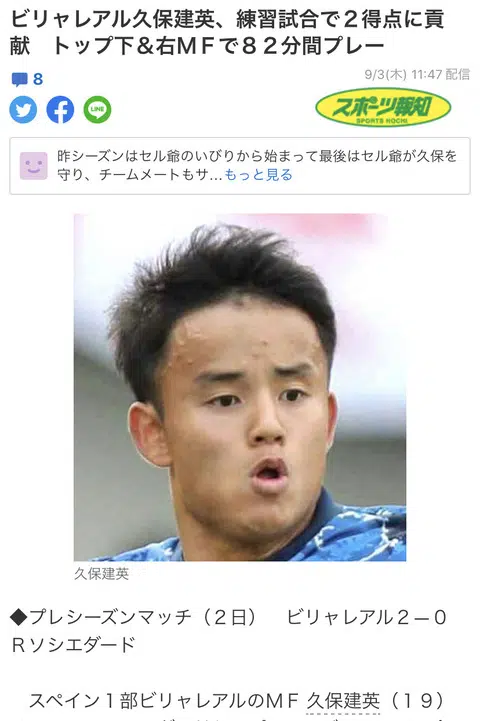 ビリャレアル久保建英、練習試合で２得点に貢
献　トップ下＆右ＭＦで８２分間プレー
8
9/3(木) 11:47 配信
LINE
スポーツ報知
SPORTS HOCHI
昨シーズンはセル爺のいびりから始まって最後はセル爺が久保を
守り、チームメートもサ…もっと見る
久保建英
◆プレシーズンマッチ（２日）　ビリャレアル２－０
Ｒソシエダード
スペイン１部ビリャレアルのＭＦ 久保建英（１９）